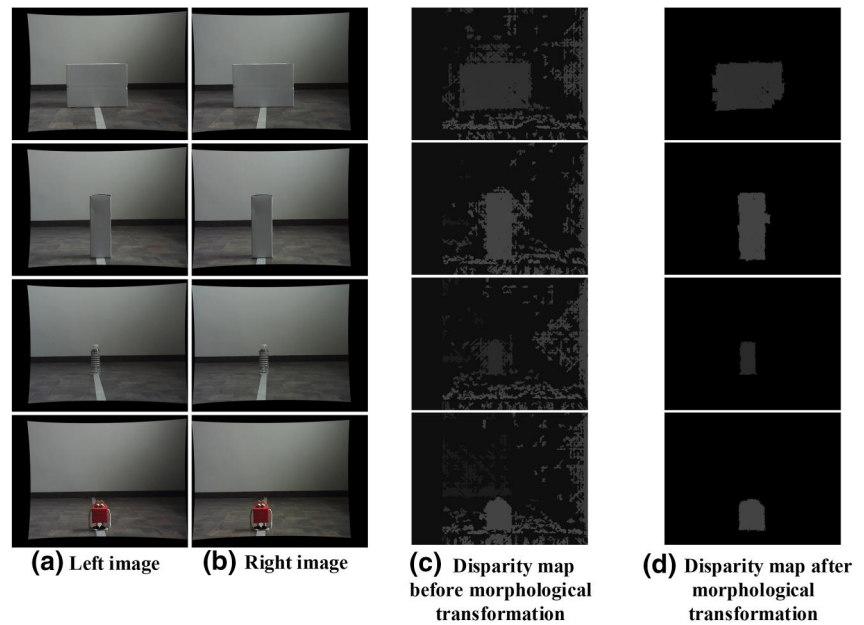 (a) Left image
(b) Right image
(c) Disparity map
before morphological
transformation
(d) Disparity map after
morphological
transformation